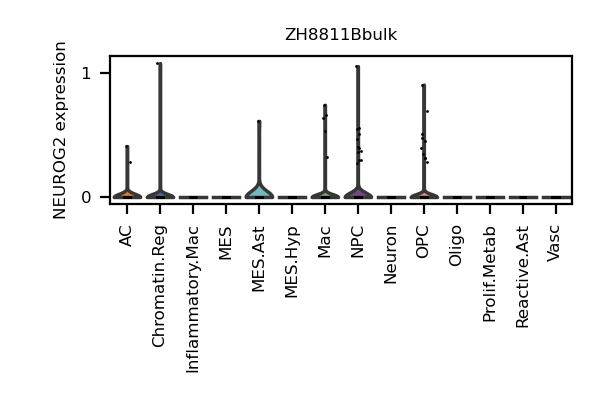 ZH8811Bbulk
NEUROG2 expression
1
0
AC
Chromatin.Reg
Inflammatory.Mac
MES
MES.Ast
MES.Hyp
Mac
NPC
Neuron
OPC
Oligo
Prolif.Metab
Reactive.Ast
Vasc